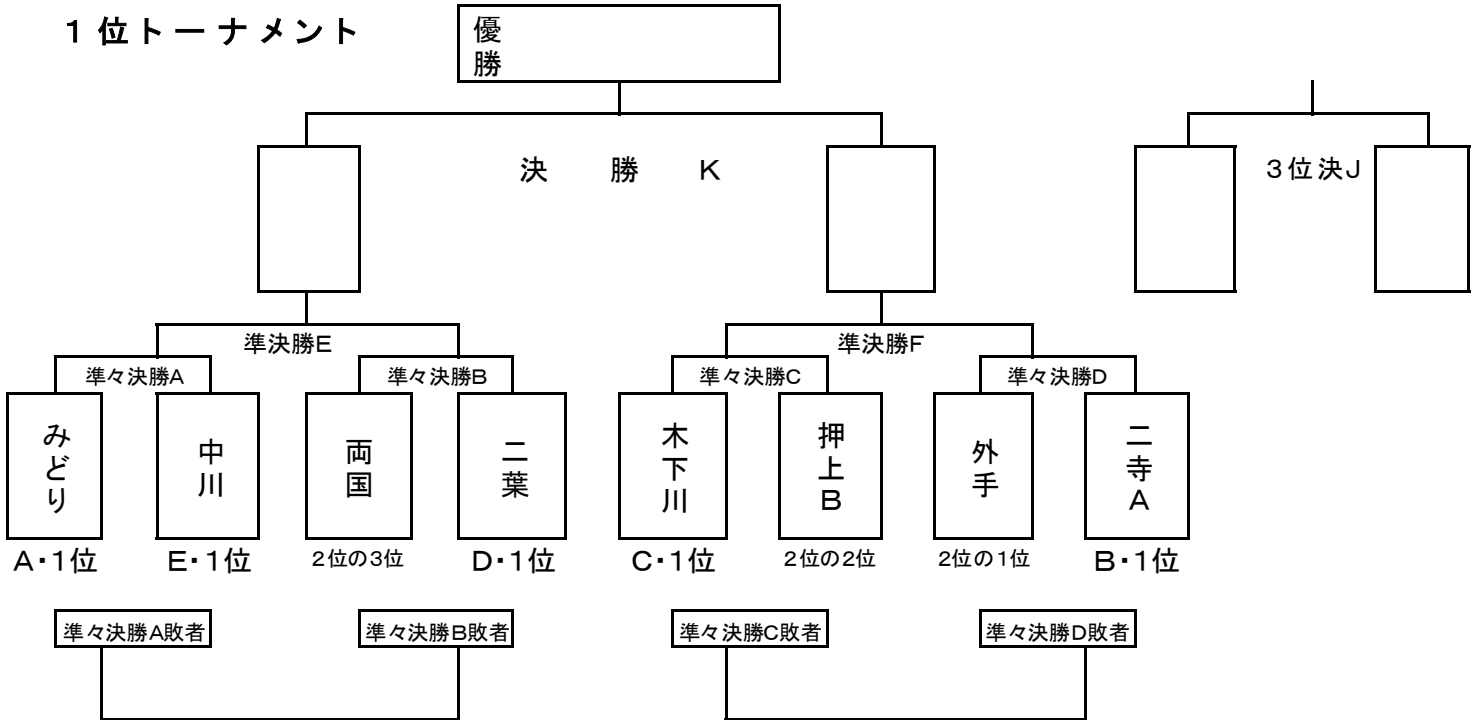 1位トーナメント
優
勝
決 勝 K
3位決J
準決勝E
準決勝F
準々決勝A
準々決勝B
準々決勝C
準々決勝D
みどり
中川
両国
二葉
木下川
押上B
外手
二寺A
A・1位
E・1位
2位の3位
D・1位
C・1位
2位の2位
2位の1位
B・1位
準々決勝A敗者
準々決勝B敗者
準々決勝C敗者
準々決勝D敗者